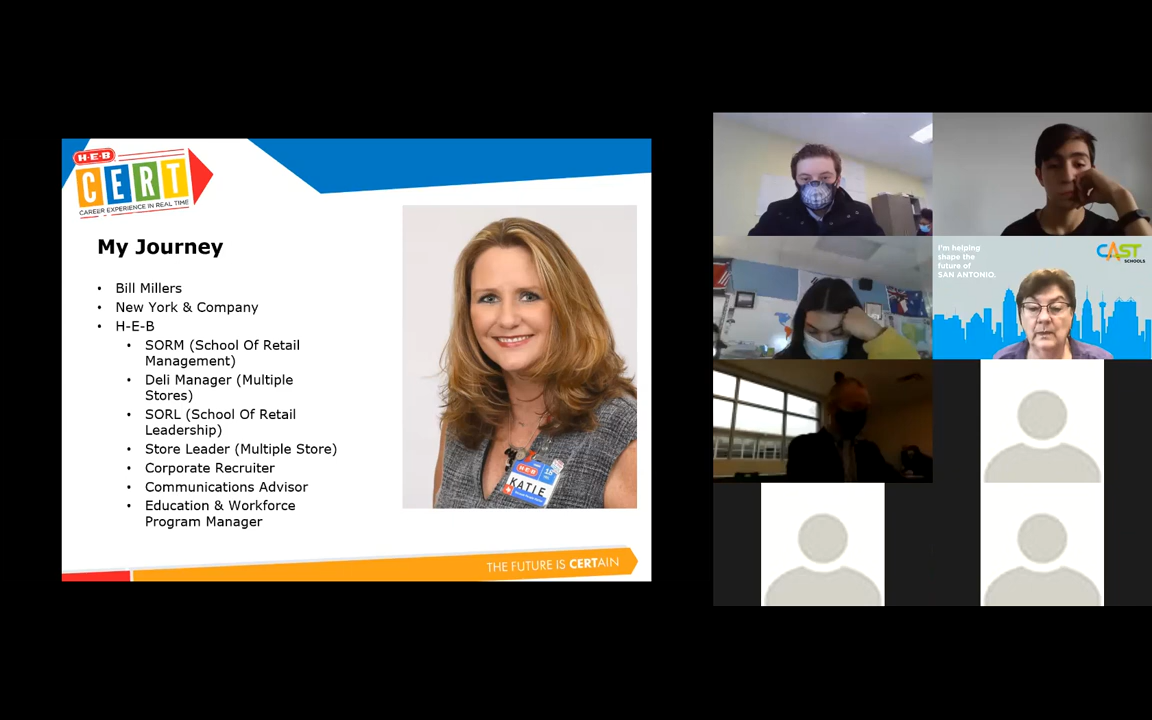 H-E-B
CERT
CAREER EXPERIENCE IN REAL TIME
My Journey
• Bill Millers
• New York & Company
• H-E-B
• SORM (School Of Retail
Management)
• Deli Manager (Multiple
Stores)
• SORL (School Of Retail
Leadership)
• Store Leader (Multiple Store)
• Corporate Recruiter
• Communications Advisor
• Education & Workforce
Program Manager
H-E-B
KATIE
THE FUTURE IS CERTAIN
I'm helping
shape the
future of
SAN ANTONIO.
CAST
SCHOOLS